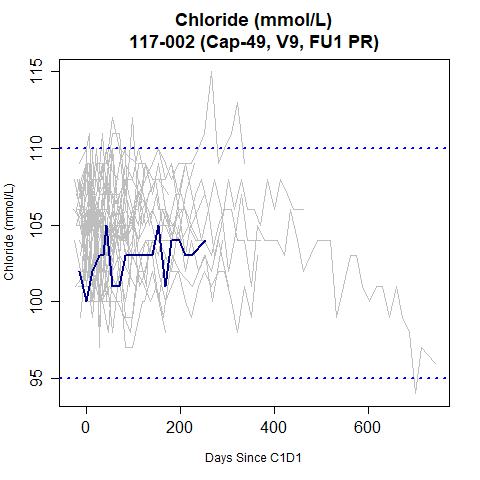 Chloride (mmol/L)
117-002 (Cap-49, V9, FU1 PR)
Chloride (mmol/L)
115
110
105
100
95
0 200 400 600
Days Since C1D1